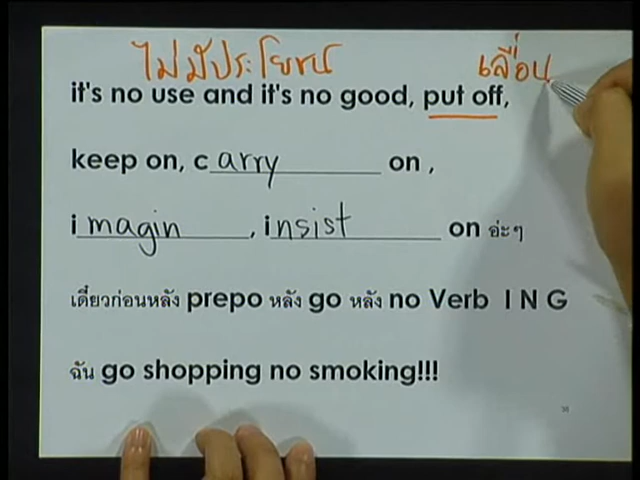 ไม่มีประโยชน์ เลื่อน
it's no use and it's no good, put off,
keep on, carry on ,
imagin , insist on อ่ะๆ
เดี๋ยวก่อนหลัง prepo หลัง go หลัง no Verb I N G
ฉัน go shopping no smoking!!!